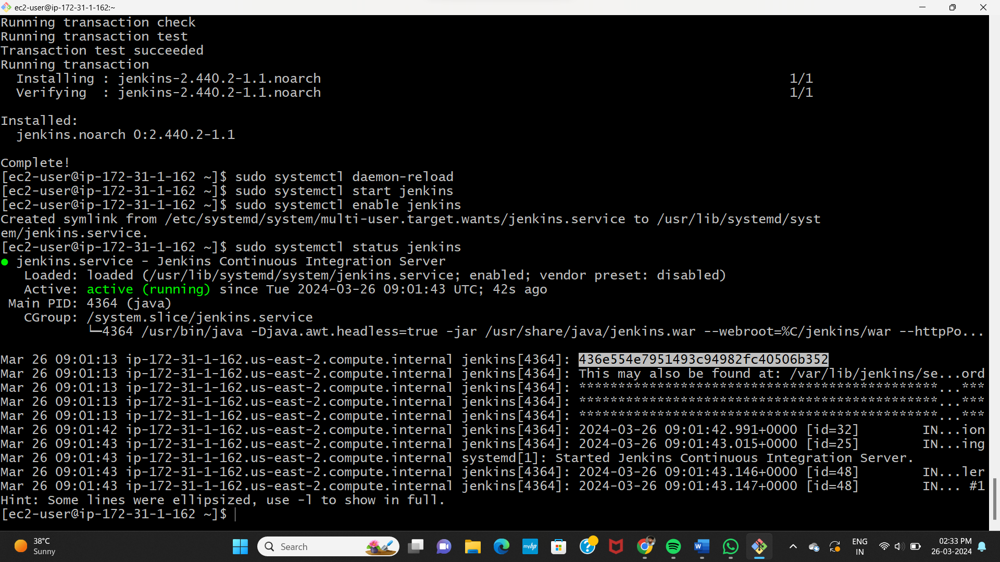 ec2-user@ip-172-31-1-162:~
Running transaction check
Running transaction test
Transaction test succeeded
Running transaction
  Installing : jenkins-2.440.2-1.1.noarch 1/1
  Verifying  : jenkins-2.440.2-1.1.noarch 1/1
Installed:
  jenkins.noarch 0:2.440.2-1.1
Complete!
[ec2-user@ip-172-31-1-162 ~]$ sudo systemctl daemon-reload
[ec2-user@ip-172-31-1-162 ~]$ sudo systemctl start jenkins
[ec2-user@ip-172-31-1-162 ~]$ sudo systemctl enable jenkins
Created symlink from /etc/systemd/system/multi-user.target.wants/jenkins.service to /usr/lib/systemd/syst
em/jenkins.service.
[ec2-user@ip-172-31-1-162 ~]$ sudo systemctl status jenkins
● jenkins.service - Jenkins Continuous Integration Server
   Loaded: loaded (/usr/lib/systemd/system/jenkins.service; enabled; vendor preset: disabled)
   Active: active (running) since Tue 2024-03-26 09:01:43 UTC; 42s ago
 Main PID: 4364 (java)
   CGroup: /system.slice/jenkins.service
           └─4364 /usr/bin/java -Djava.awt.headless=true -jar /usr/share/java/jenkins.war --webroot=%C/jenkins/war --httpPo...
Mar 26 09:01:13 ip-172-31-1-162.us-east-2.compute.internal jenkins[4364]: 436e554e7951493c94982fc40506b352
Mar 26 09:01:13 ip-172-31-1-162.us-east-2.compute.internal jenkins[4364]: This may also be found at: /var/lib/jenkins/se...ord
Mar 26 09:01:13 ip-172-31-1-162.us-east-2.compute.internal jenkins[4364]: **********************************************...***
Mar 26 09:01:13 ip-172-31-1-162.us-east-2.compute.internal jenkins[4364]: **********************************************...***
Mar 26 09:01:13 ip-172-31-1-162.us-east-2.compute.internal jenkins[4364]: **********************************************...***
Mar 26 09:01:42 ip-172-31-1-162.us-east-2.compute.internal jenkins[4364]: 2024-03-26 09:01:42.991+0000 [id=32] IN...ion
Mar 26 09:01:43 ip-172-31-1-162.us-east-2.compute.internal jenkins[4364]: 2024-03-26 09:01:43.015+0000 [id=25] IN...ing
Mar 26 09:01:43 ip-172-31-1-162.us-east-2.compute.internal systemd[1]: Started Jenkins Continuous Integration Server.
Mar 26 09:01:43 ip-172-31-1-162.us-east-2.compute.internal jenkins[4364]: 2024-03-26 09:01:43.146+0000 [id=48] IN...ler
Mar 26 09:01:43 ip-172-31-1-162.us-east-2.compute.internal jenkins[4364]: 2024-03-26 09:01:43.147+0000 [id=48] IN... #1
Hint: Some lines were ellipsized, use -l to show in full.
[ec2-user@ip-172-31-1-162 ~]$
38°C
Sunny
Search
myhp
ENG
IN
02:33 PM
26-03-2024